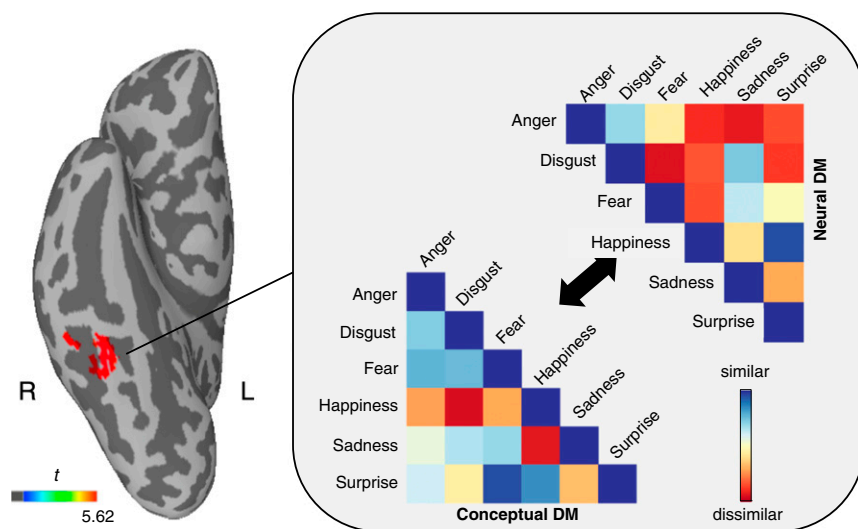 Anger
Disgust
Fear
Happiness
Sadness
Surprise
Anger
Disgust
Fear
Happiness
Sadness
Surprise
Neural DM
Anger
Disgust
Fear
Happiness
Sadness
Surprise
Anger
Disgust
Fear
Happiness
Sadness
Surprise
Conceptual DM
similar
dissimilar
R
L
t
5.62